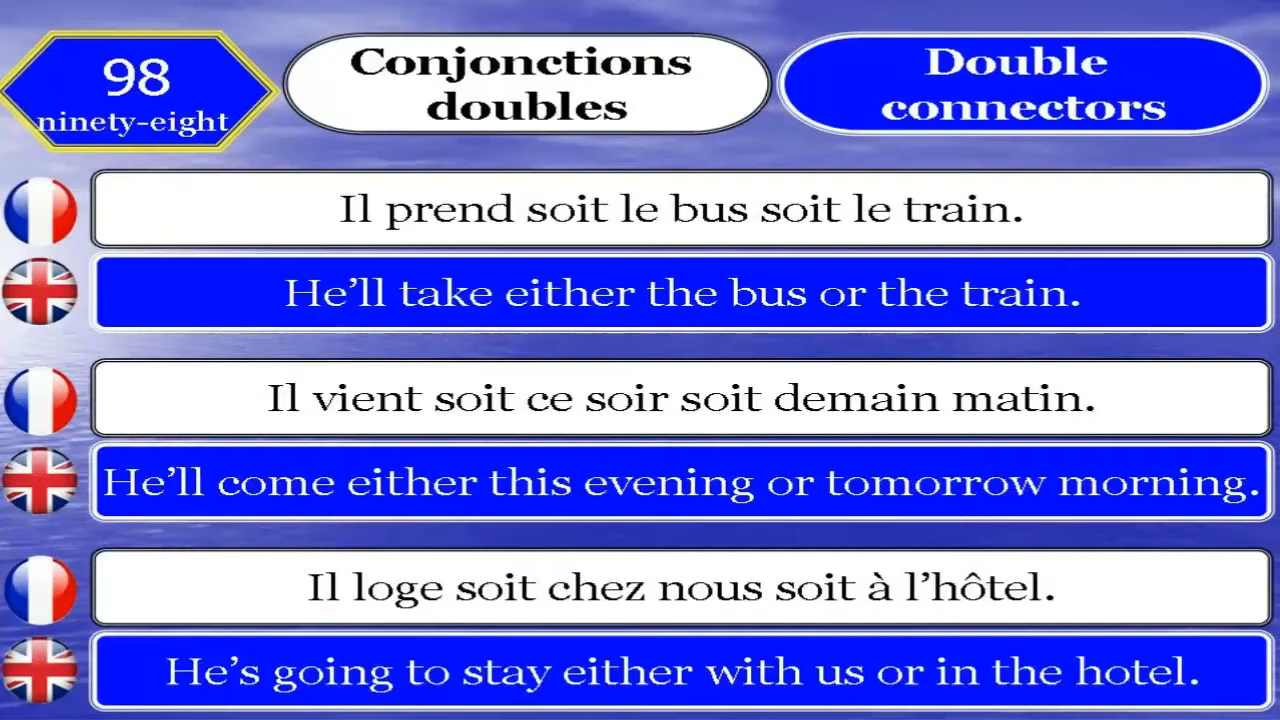 98
ninety-eight
Conjonctions
doubles
Double
connectors
Il prend soit le bus soit le train.
He’ll take either the bus or the train.
Il vient soit ce soir soit demain matin.
He’ll come either this evening or tomorrow morning.
Il loge soit chez nous soit à l’hôtel.
He’s going to stay either with us or in the hotel.